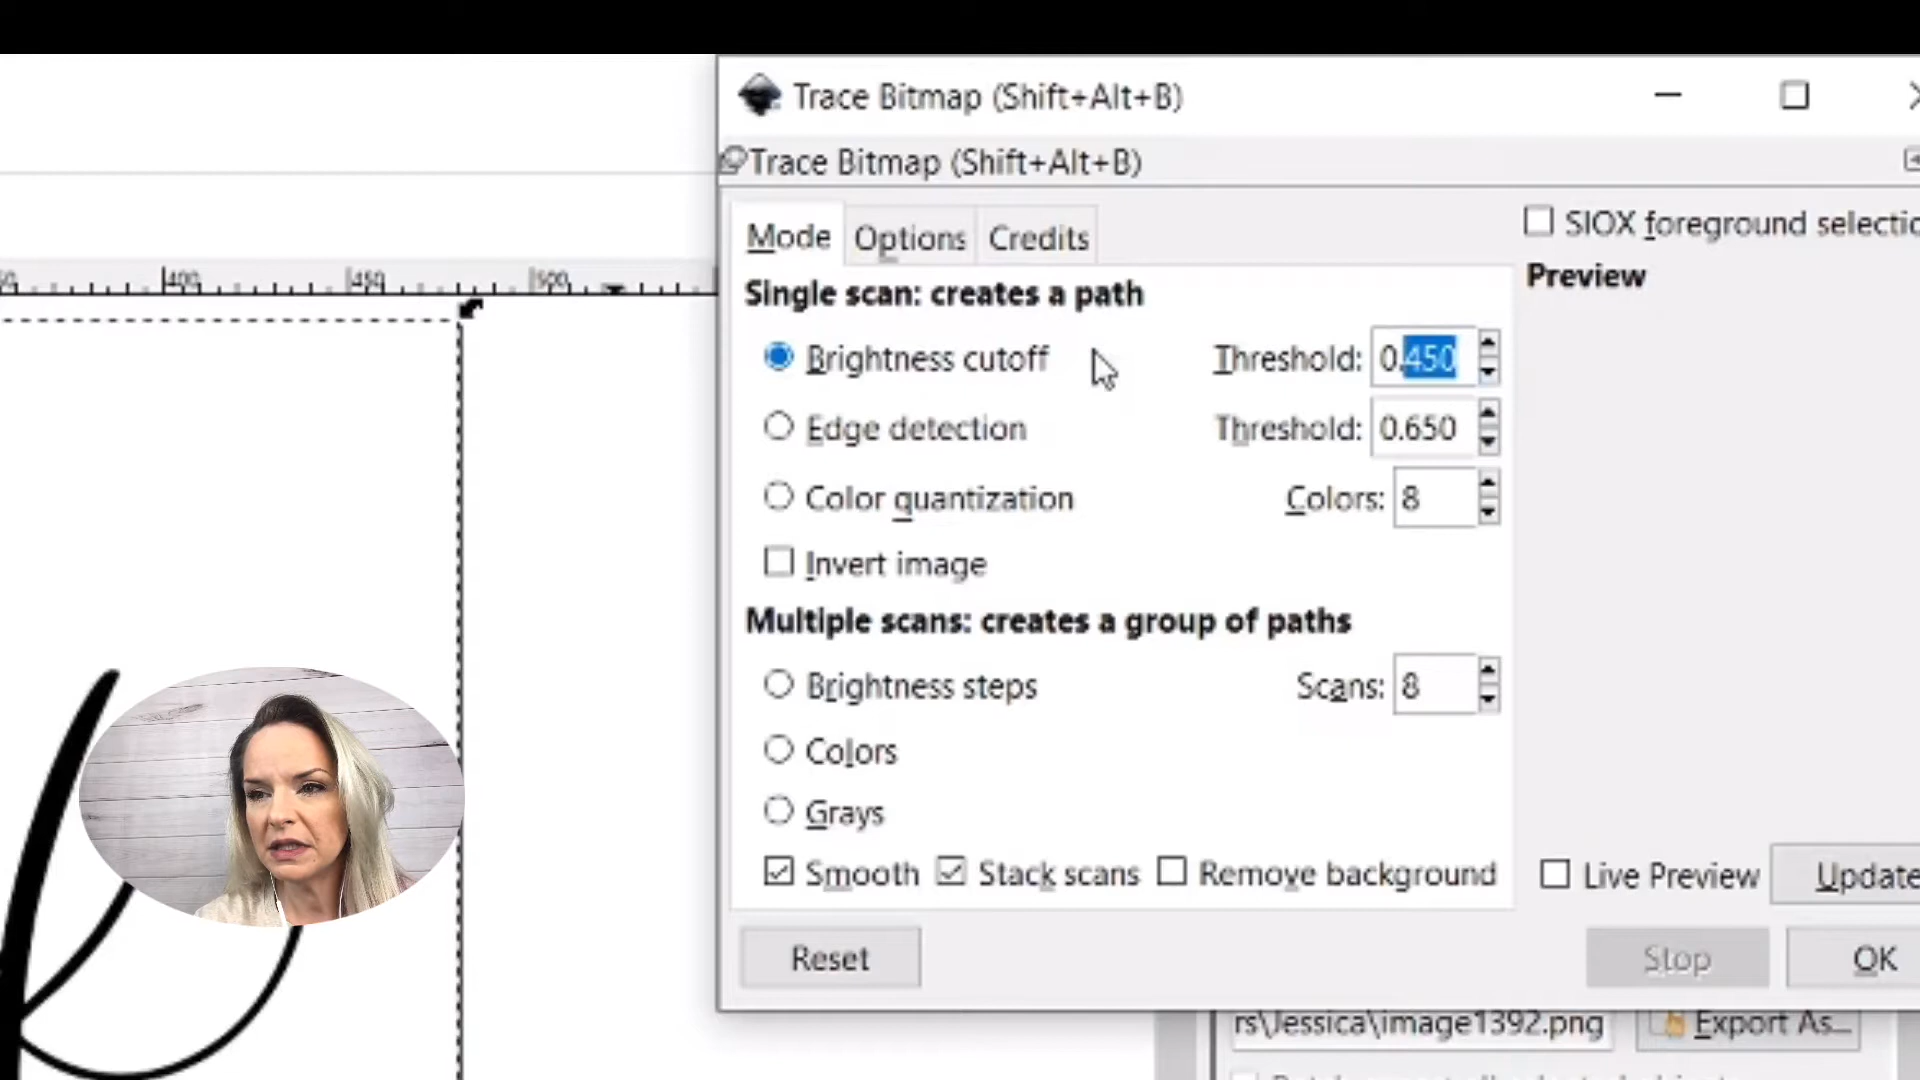 Trace Bitmap (Shift+Alt+B)
Trace Bitmap (Shift+Alt+B)
Mode Options Credits
SIOX foreground selectio
Preview
400 450 500
Single scan: creates a path
Brightness cutoff Threshold: 0.450
Edge detection Threshold: 0.650
Color quantization Colors: 8
Invert image
Multiple scans: creates a group of paths
Brightness steps Scans: 8
Colors
Grays
Smooth Stack scans Remove background
Live Preview Update
Reset Stop OK
rs\Jessica\image1392.png Export As...